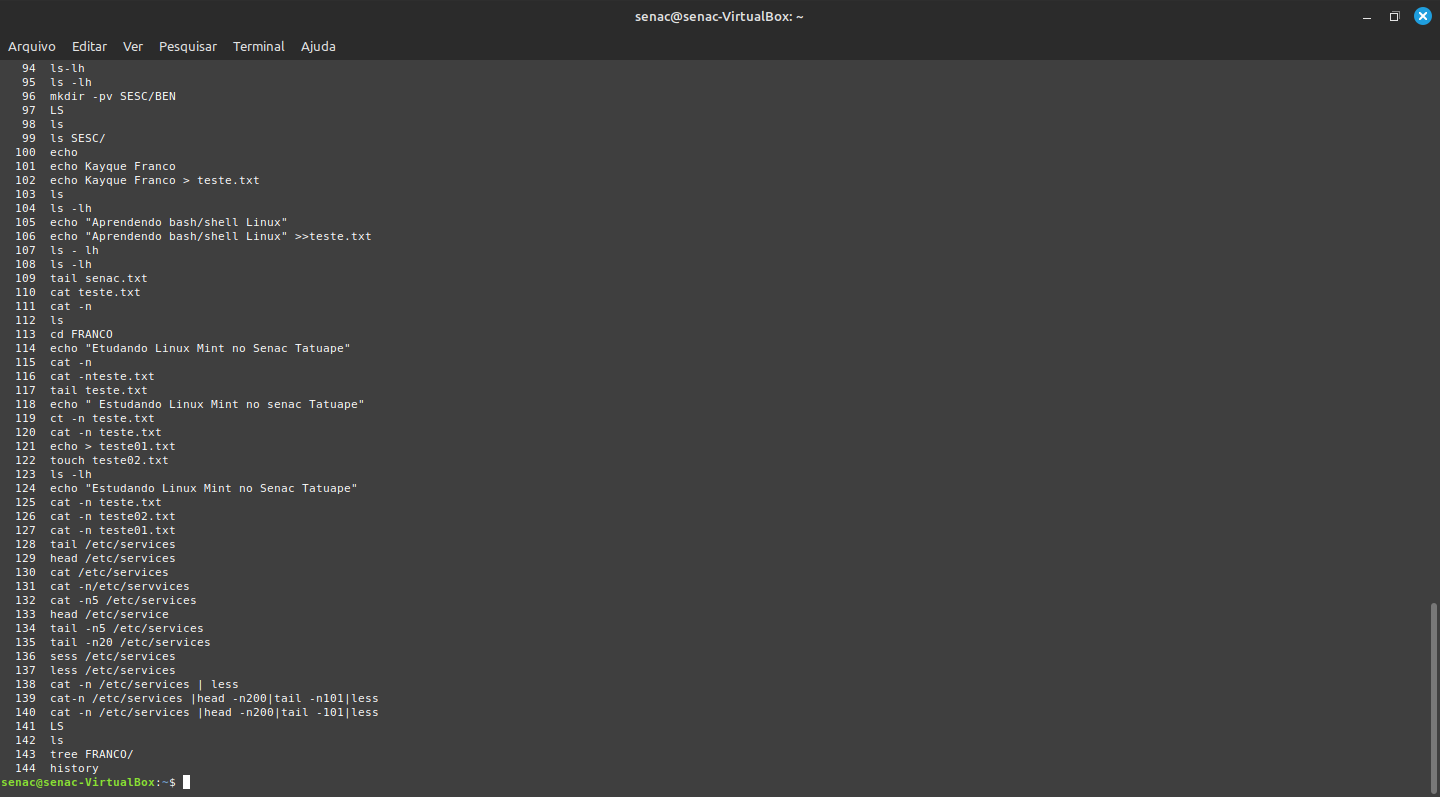 senac@senac-VirtualBox: ~
Arquivo Editar Ver Pesquisar Terminal Ajuda
94 ls-lh
95 ls -lh
96 mkdir -pv SESC/BEN
97 LS
98 ls
99 ls SESC/
100 echo
101 echo Kayque Franco
102 echo Kayque Franco > teste.txt
103 ls
104 ls -lh
105 echo "Aprendendo bash/shell Linux"
106 echo "Aprendendo bash/shell Linux" >>teste.txt
107 ls - lh
108 ls -lh
109 tail senac.txt
110 cat teste.txt
111 cat -n
112 ls
113 cd FRANCO
114 echo "Etudando Linux Mint no Senac Tatuape"
115 cat -n
116 cat -nteste.txt
117 tail teste.txt
118 echo " Estudando Linux Mint no senac Tatuape"
119 ct -n teste.txt
120 cat -n teste.txt
121 echo > teste01.txt
122 touch teste02.txt
123 ls -lh
124 echo "Estudando Linux Mint no Senac Tatuape"
125 cat -n teste.txt
126 cat -n teste02.txt
127 cat -n teste01.txt
128 tail /etc/services
129 head /etc/services
130 cat /etc/services
131 cat -n/etc/servvices
132 cat -n5 /etc/services
133 head /etc/service
134 tail -n5 /etc/services
135 tail -n20 /etc/services
136 sess /etc/services
137 less /etc/services
138 cat -n /etc/services | less
139 cat-n /etc/services |head -n200|tail -n101|less
140 cat -n /etc/services |head -n200|tail -101|less
141 LS
142 ls
143 tree FRANCO/
144 history
senac@senac-VirtualBox:~$